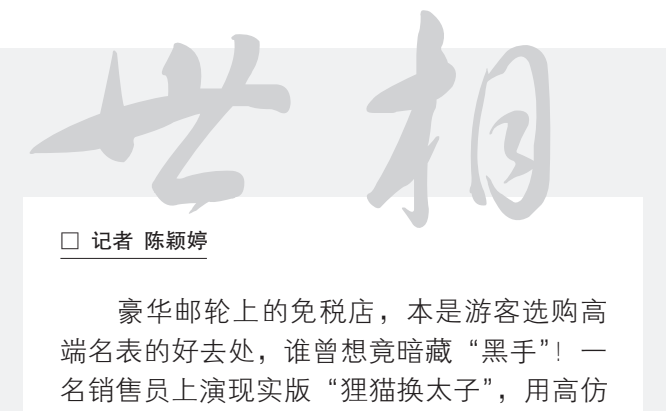 世相
□ 记者 陈颖婷
豪华邮轮上的免税店，本是游客选购高
端名表的好去处，谁曾想竟暗藏“黑手”！一
名销售员上演现实版“狸猫换太子”，用高仿